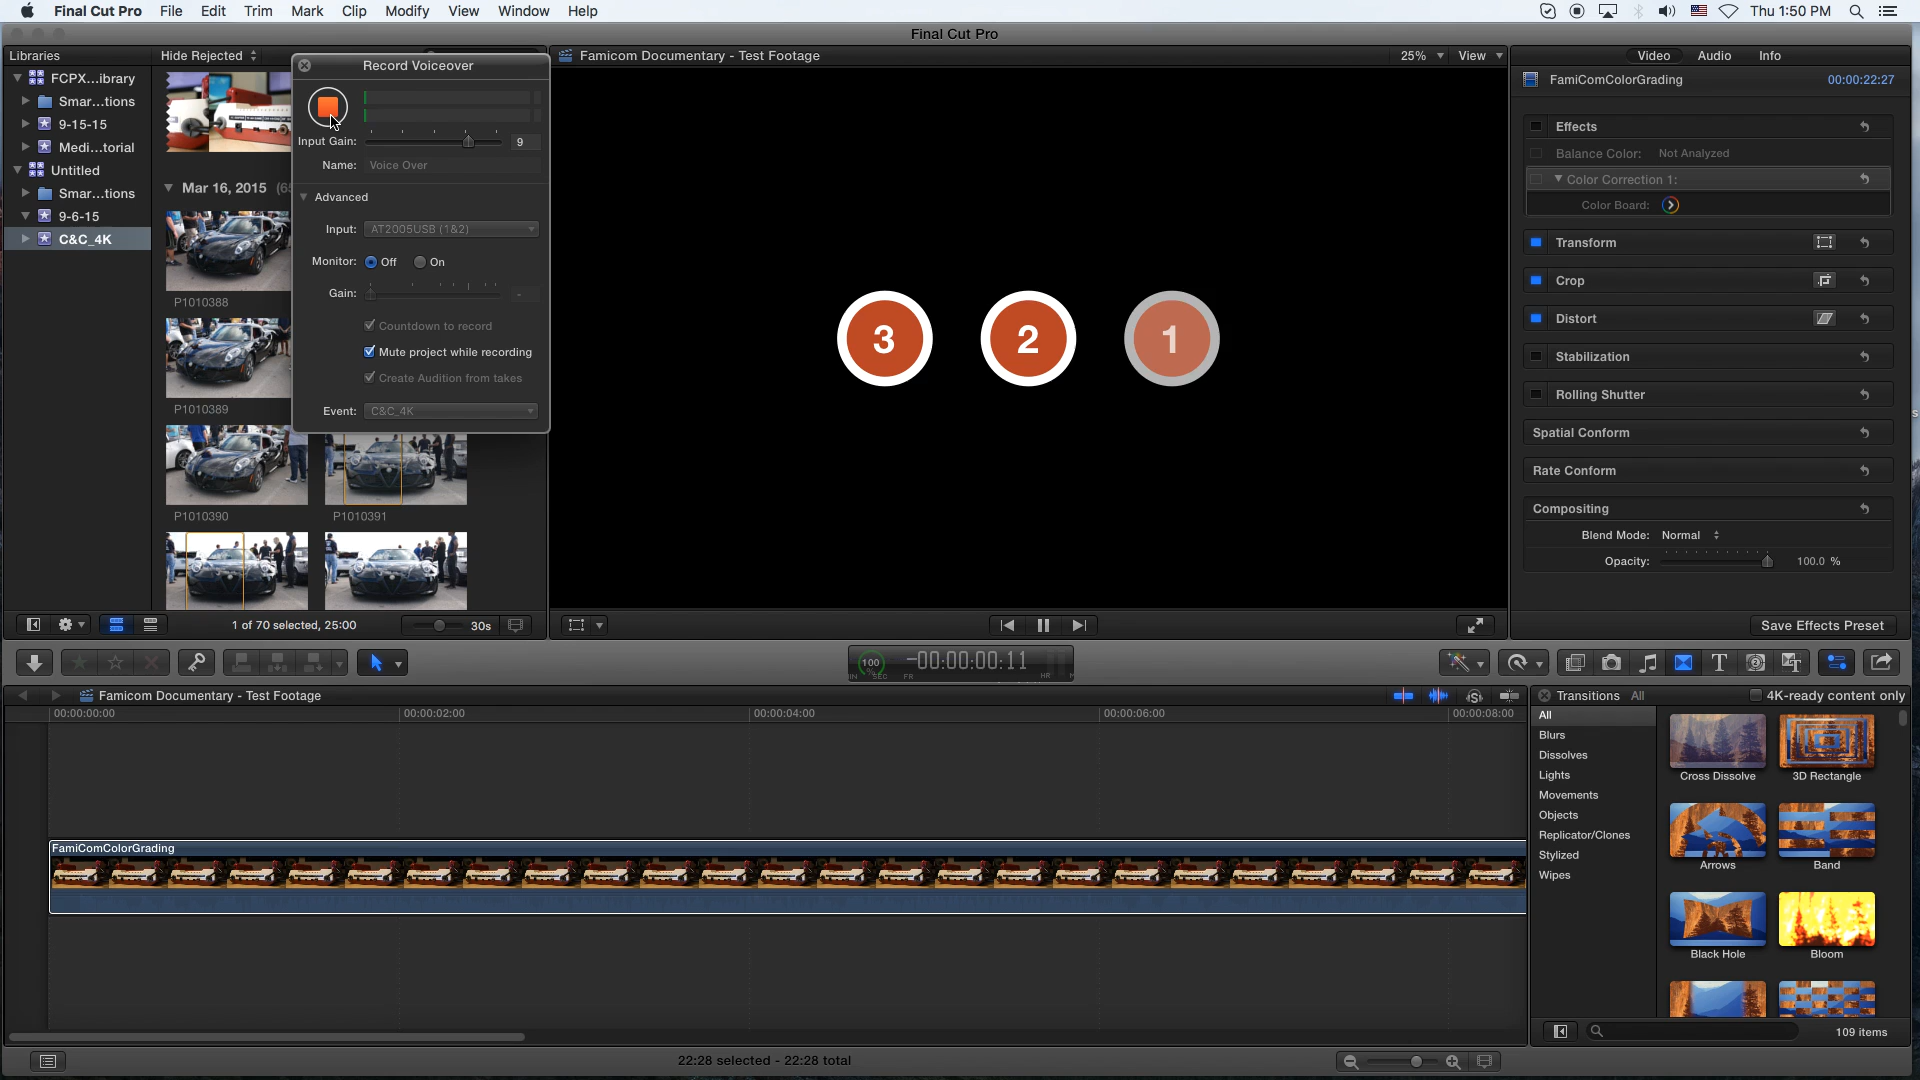 Final Cut Pro File Edit Trim Mark Clip Modify View Window Help Thu 1:50 PM
Final Cut Pro
Libraries Hide Rejected
FCPX...ibrary
Smar...tions
9-15-15
Medi...torial
Untitled
Smar...tions
9-6-15
C&C_4K
Mar 16, 2015
P1010388
P1010389
P1010390 P1010391
1 of 70 selected, 25:00 30s
Record Voiceover
Input Gain: 9
Name: Voice Over
Advanced
Input: AT2005USB (1&2)
Monitor: Off On
Gain: -
Countdown to record
Mute project while recording
Create Audition from takes
Event: C&C_4K
Famicom Documentary - Test Footage 25% View
3 2 1
Video Audio Info
FamiComColorGrading 00:00:22:27
Effects
Balance Color: Not Analyzed
Color Correction 1:
Color Board:
Transform
Crop
Distort
Stabilization
Rolling Shutter
Spatial Conform
Rate Conform
Compositing
Blend Mode: Normal
Opacity: 100.0 %
Save Effects Preset
100 -00:00:00:11
% HR
SEC FR
Famicom Documentary - Test Footage
00:00:00:00 00:00:02:00 00:00:04:00 00:00:06:00 00:00:08:00
FamiComColorGrading
Transitions All 4K-ready content only
All
Blurs
Dissolves
Lights
Movements
Objects
Replicator/Clones
Stylized
Wipes
Cross Dissolve 3D Rectangle
Arrows Band
Black Hole Bloom
109 items
22:28 selected - 22:28 total